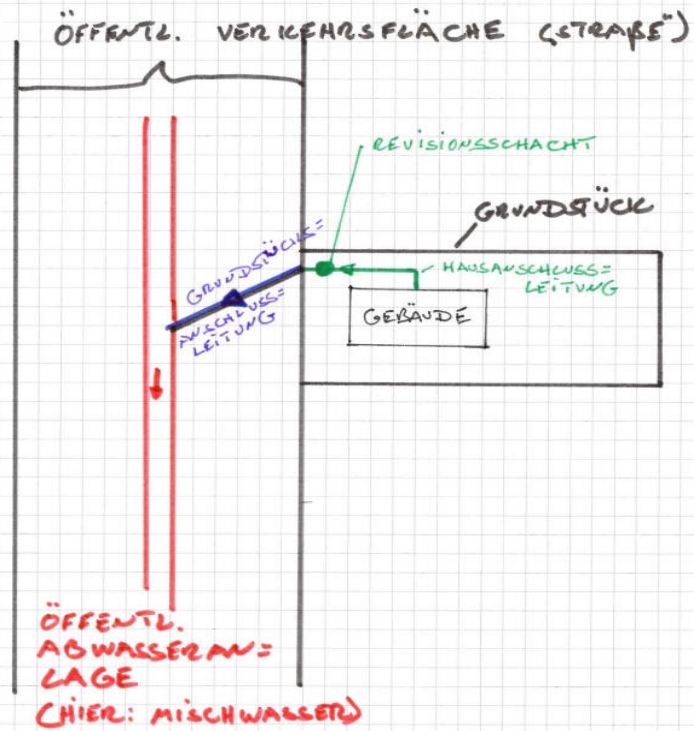 ÖFFENTL. VERKEHRSFLÄCHE („STRAßE")
REVISIONSSCHACHT
GRUNDSTÜCK
GRUNDSTÜCKS=
ANSCHLUSS=
LEITUNG
HAUSANSCHLUSS=
LEITUNG
GEBÄUDE
ÖFFENTL.
ABWASSERAN=
LAGE
(HIER: MISCHWASSER)